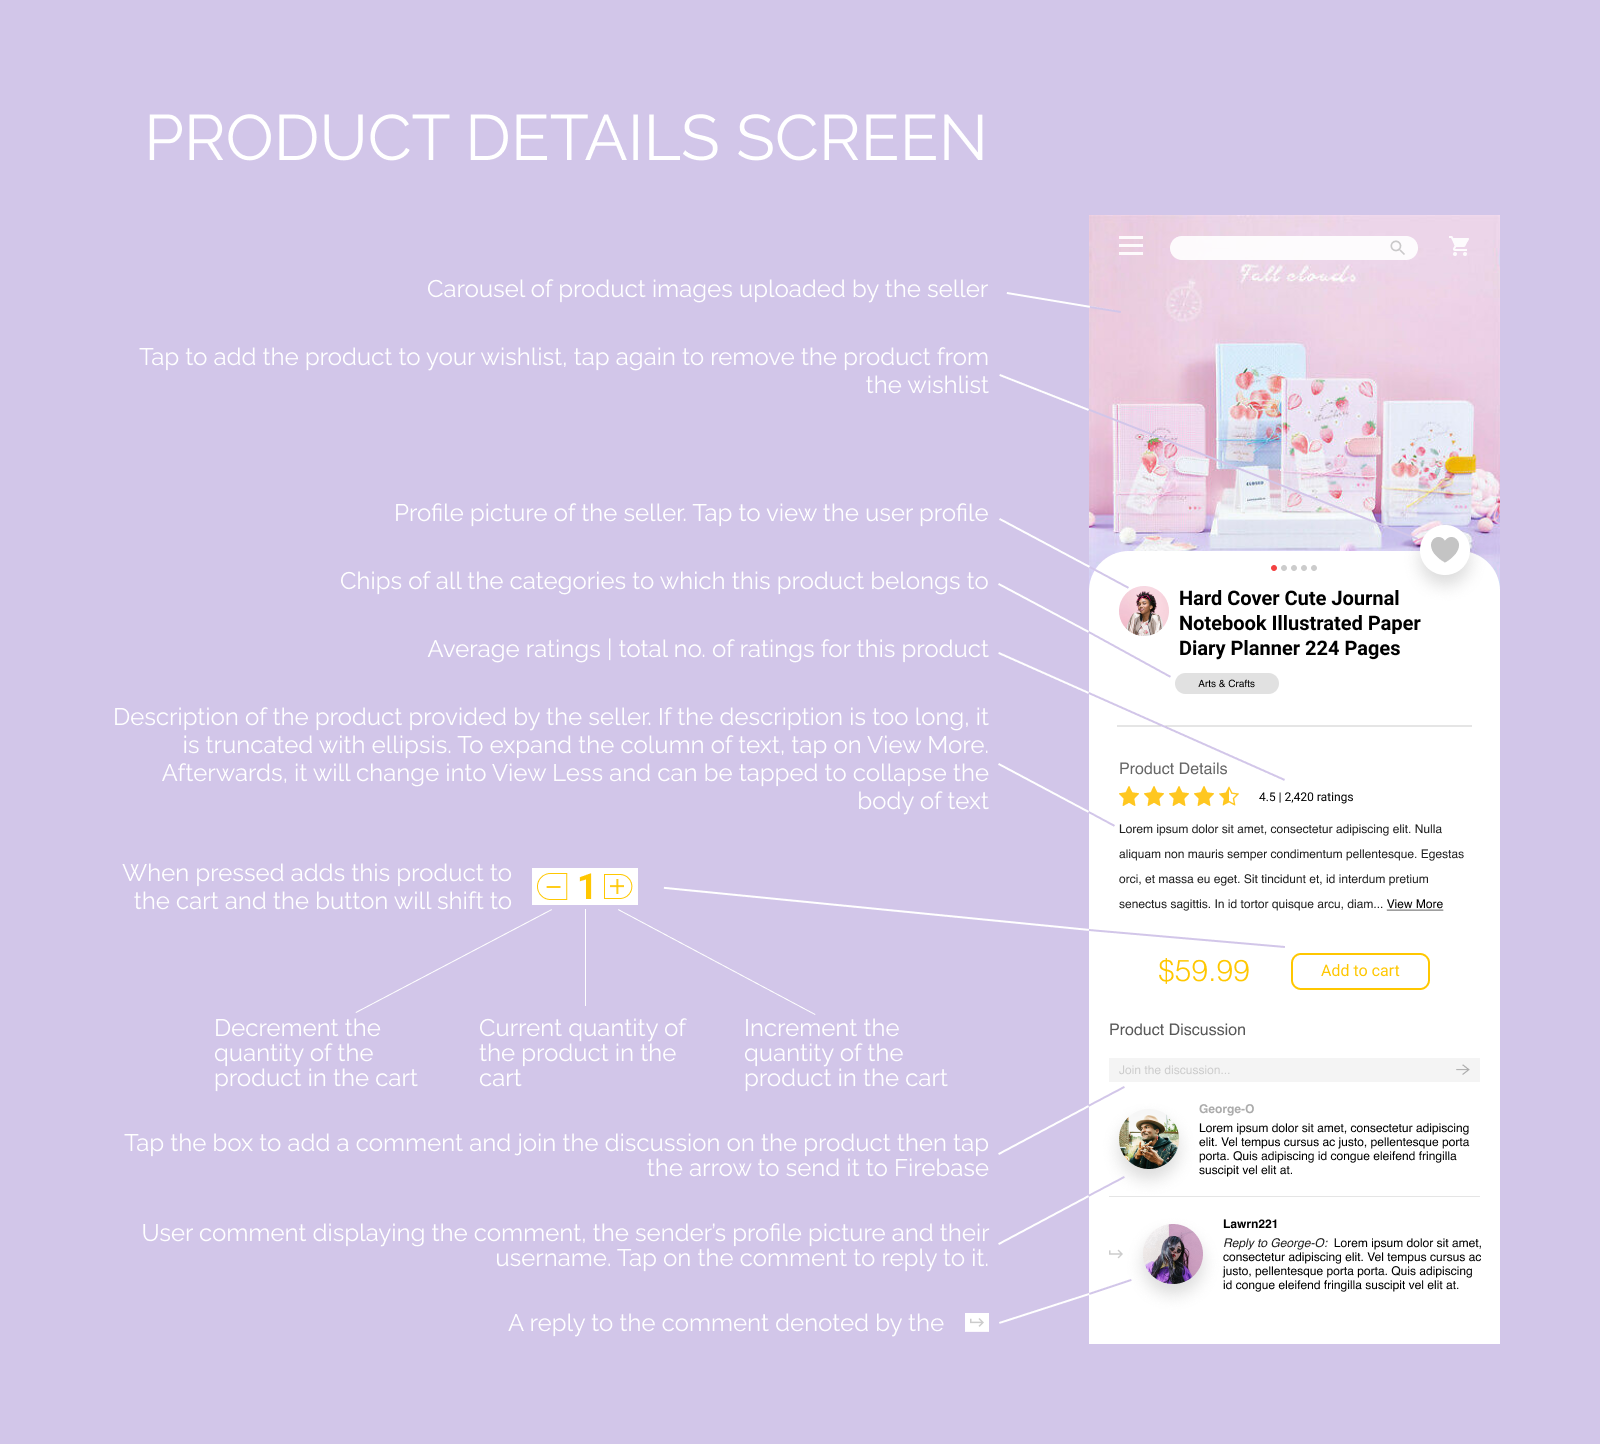 PRODUCT DETAILS SCREEN
Carousel of product images uploaded by the seller
Tap to add the product to your wishlist, tap again to remove the product from
the wishlist
Profile picture of the seller. Tap to view the user profile
Chips of all the categories to which this product belongs to
Average ratings | total no. of ratings for this product
Description of the product provided by the seller. If the description is too long, it
is truncated with ellipsis. To expand the column of text, tap on View More.
Afterwards, it will change into View Less and can be tapped to collapse the
body of text
When pressed adds this product to
the cart and the button will shift to
1
Decrement the
quantity of the
product in the cart
Current quantity of
the product in the
cart
Increment the
quantity of the
product in the cart
Tap the box to add a comment and join the discussion on the product then tap
the arrow to send it to Firebase
User comment displaying the comment, the sender's profile picture and their
username. Tap on the comment to reply to it.
A reply to the comment denoted by the
Fall clouds
Hard Cover Cute Journal
Notebook Illustrated Paper
Diary Planner 224 Pages
Arts & Crafts
Product Details
4.5 | 2,420 ratings
Lorem ipsum dolor sit amet, consectetur adipiscing elit. Nulla
aliquam non mauris semper condimentum pellentesque. Egestas
orci, et massa eu eget. Sit tincidunt et, id interdum pretium
senectus sagittis. In id tortor quisque arcu, diam... View More
$59.99
Add to cart
Product Discussion
Join the discussion...
George-O
Lorem ipsum dolor sit amet, consectetur adipiscing
elit. Vel tempus cursus ac justo, pellentesque porta
porta. Quis adipiscing id congue eleifend fringilla
suscipit vel elit at.
Lawrn221
Reply to George-O: Lorem ipsum dolor sit amet,
consectetur adipiscing elit. Vel tempus cursus ac
justo, pellentesque porta porta. Quis adipiscing
id congue eleifend fringilla suscipit vel elit at.